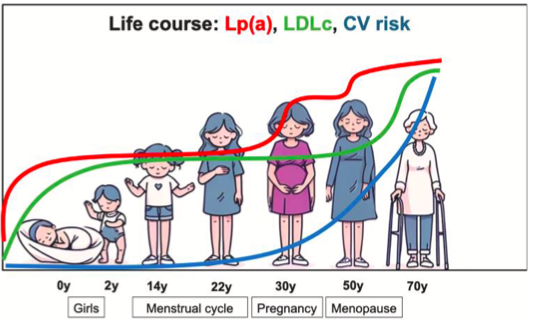 Life course: Lp(a), LDLc, CV risk
0y 2y 14y 22y 30y 50y 70y
Girls Menstrual cycle Pregnancy Menopause